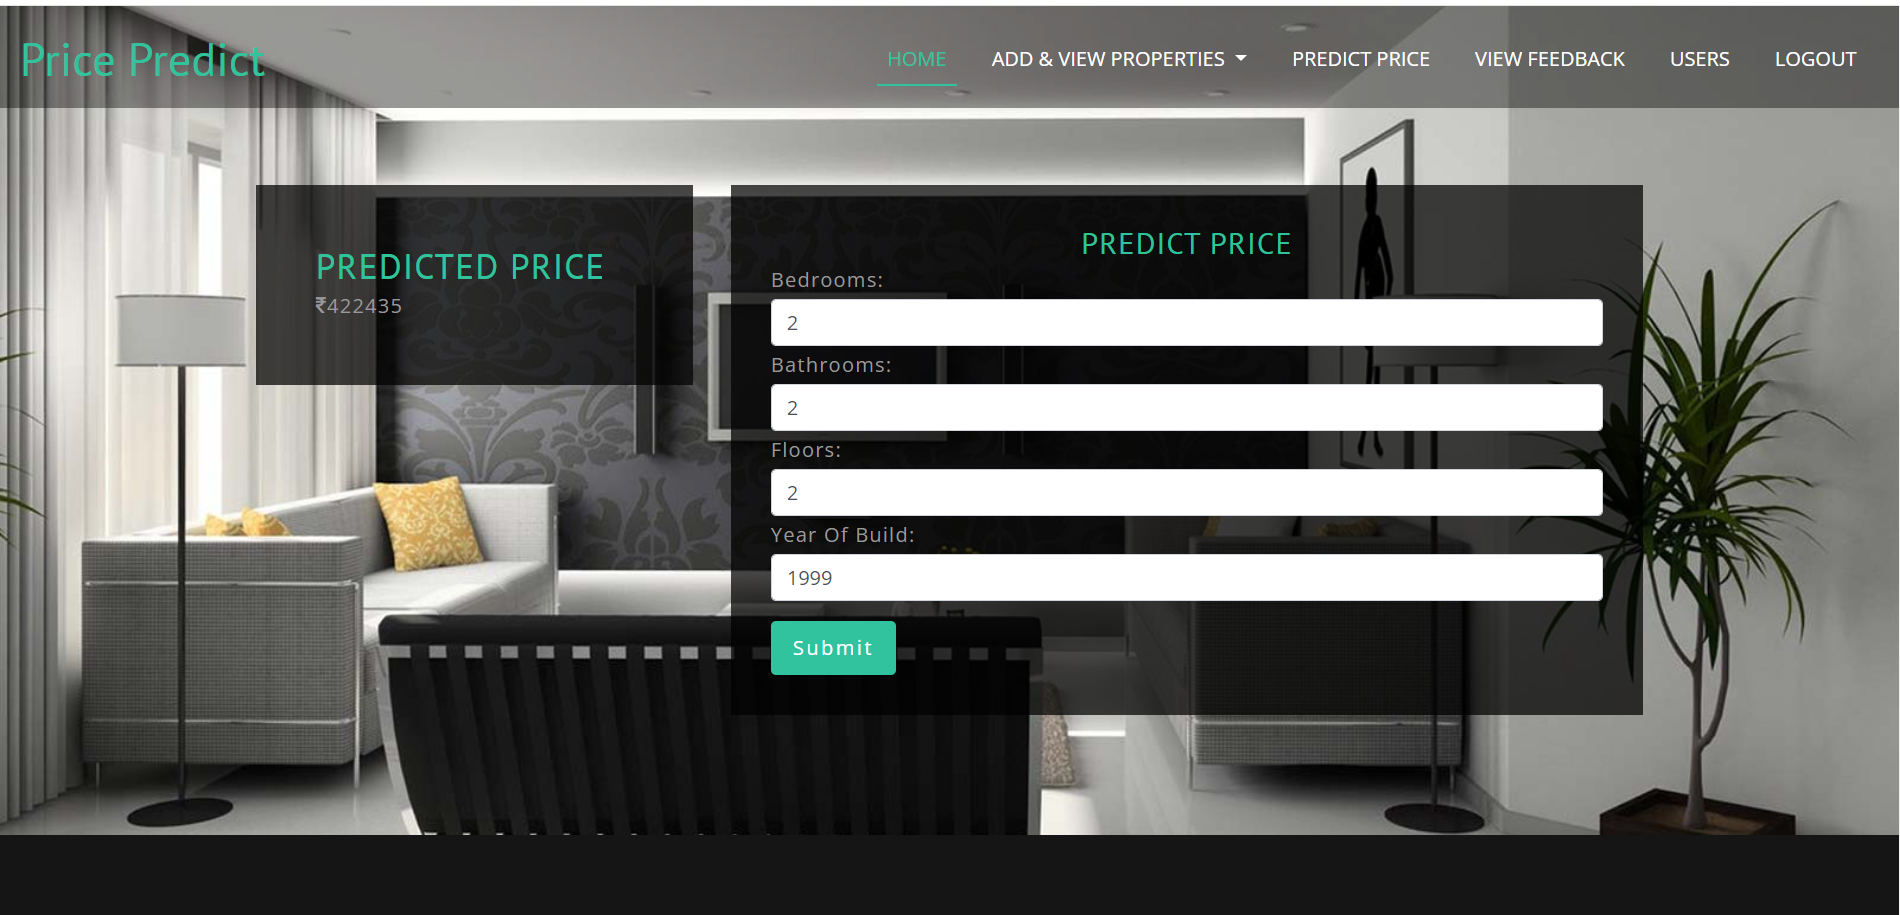 Price Predict
HOME ADD & VIEW PROPERTIES PREDICT PRICE VIEW FEEDBACK USERS LOGOUT
PREDICTED PRICE
₹422435
PREDICT PRICE
Bedrooms:
2
Bathrooms:
2
Floors:
2
Year Of Build:
1999
Submit